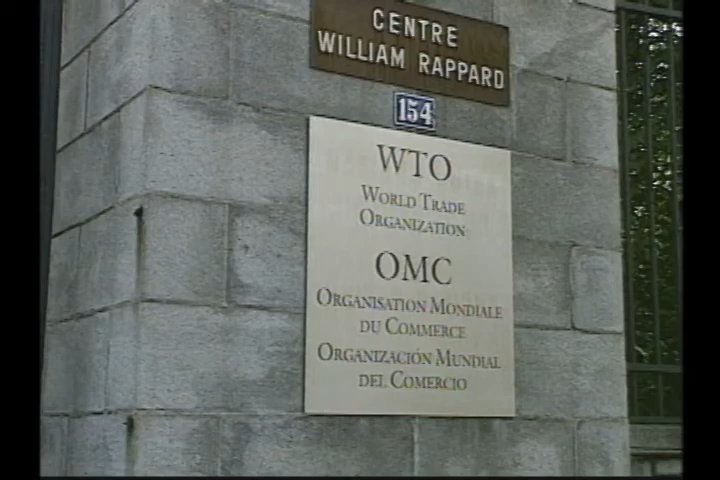 CENTRE
WILLIAM RAPPARD
154
WTO
WORLD TRADE
ORGANIZATION
OMC
ORGANISATION MONDIALE
DU COMMERCE
ORGANIZACIÓN MUNDIAL
DEL COMERCIO